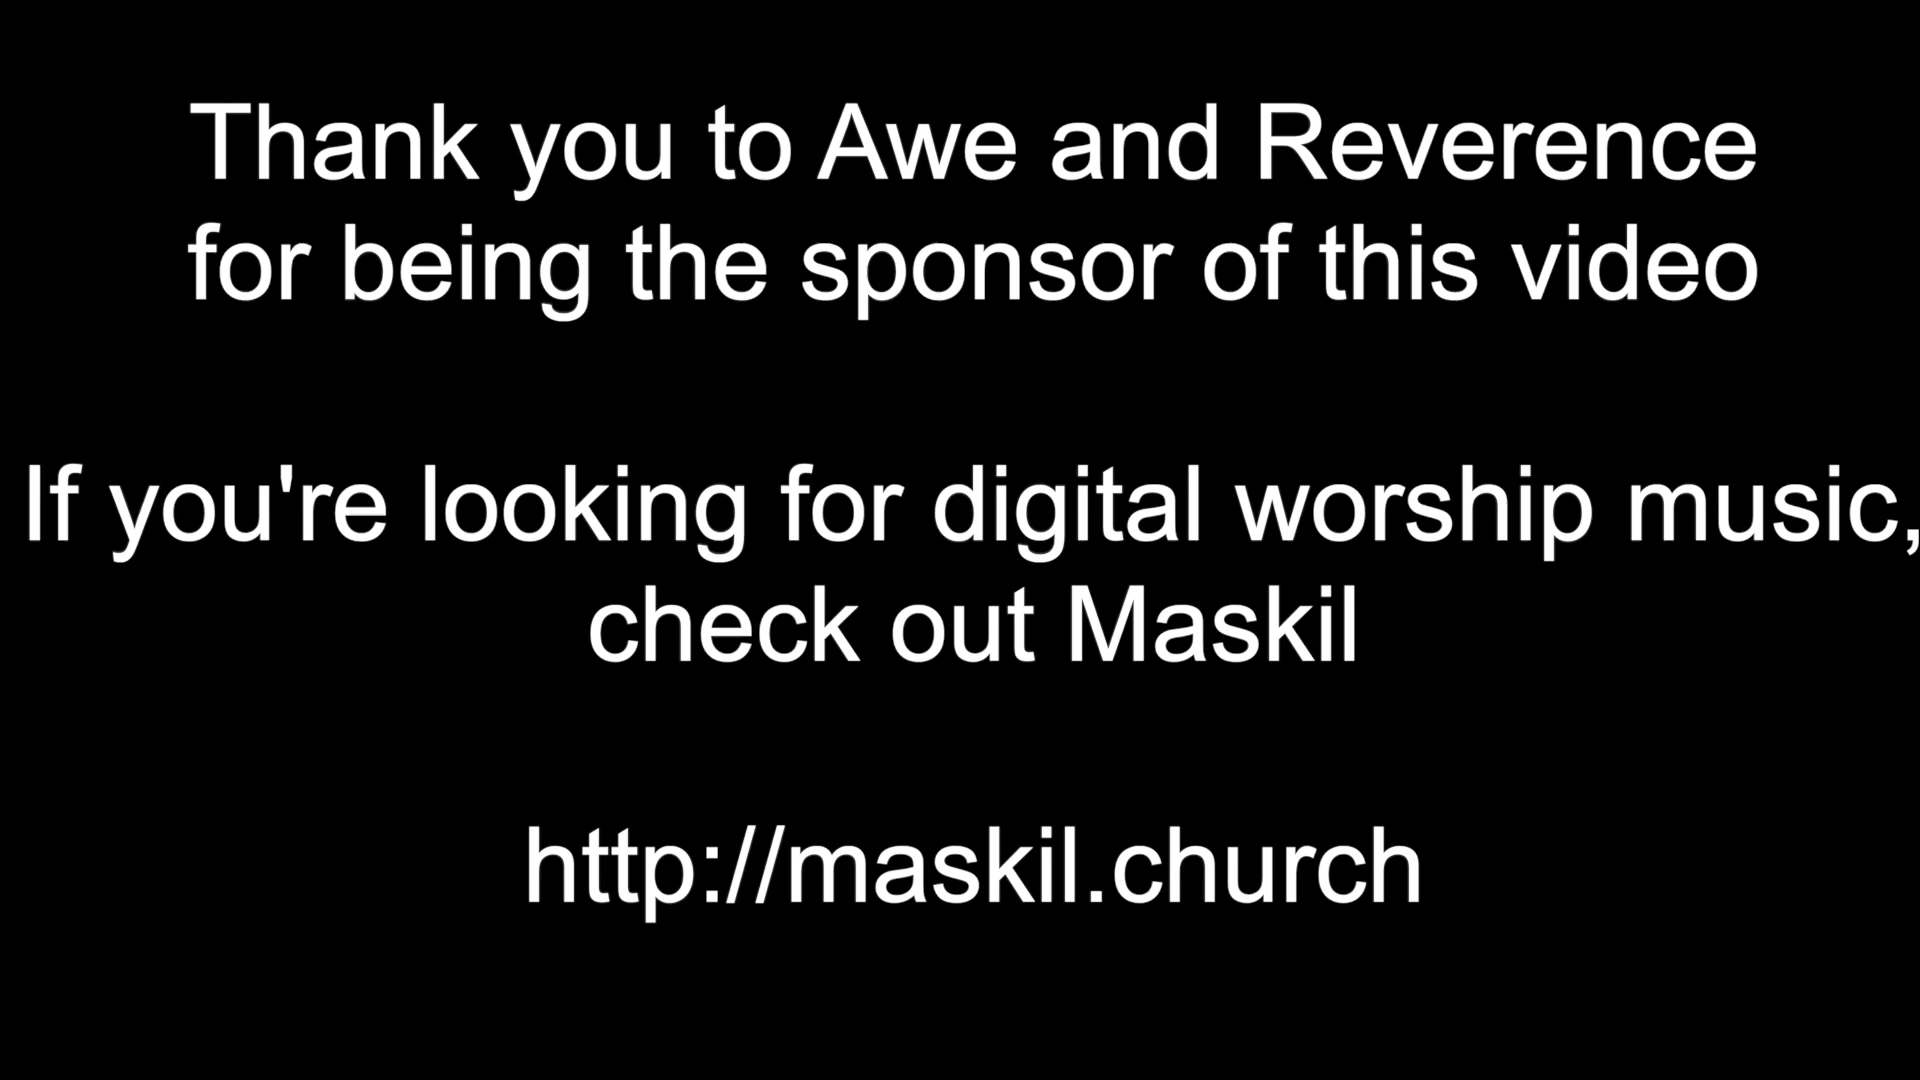 Thank you to Awe and Reverence
for being the sponsor of this video
If you're looking for digital worship music,
check out Maskil
http://maskil.church